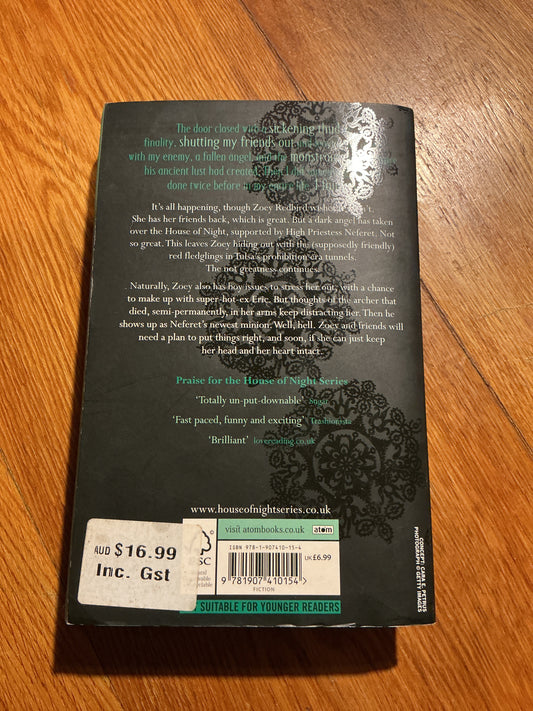 The door closed with a sickening thud
finality, shutting my friends out
with my enemy, a fallen angel, and the monstrous
his ancient lust had created.
done twice before in my entire life. I
It's all happening, though Zoey Redbird wishes it weren't.
She has her friends back, which is great. But a dark angel has taken
over the House of Night, supported by High Priestess Neferet. Not
so great. This leaves Zoey hiding out with the (supposedly friendly)
red fledglings in Tulsa's prohibition-era tunnels.
The not greatness continues.
Naturally, Zoey also has boy issues to stress her out, with a chance
to make up with super-hot-ex Eric. But thoughts of the archer that
died, semi-permanently, in her arms keep distracting her. Then he
shows up as Neferet's newest minion. Well, hell. Zoey and friends will
need a plan to put things right, and soon, if she can just keep
her head and her heart intact.
Praise for the House of Night Series
'Totally un-put-downable' Sugar
'Fast paced, funny and exciting' Trashionista
'Brilliant' lovereading.co.uk
www.houseofnightseries.co.uk
AUD $16.99
Inc. Gst
SC
visit atombooks.co.uk atom
ISBN 978-1-907410-15-4
UK £6.99
9 781907 410154
FICTION
SUITABLE FOR YOUNGER READERS
CONCEPT: CARA E. PETRUS
PHOTOGRAPH © GETTY IMAGES